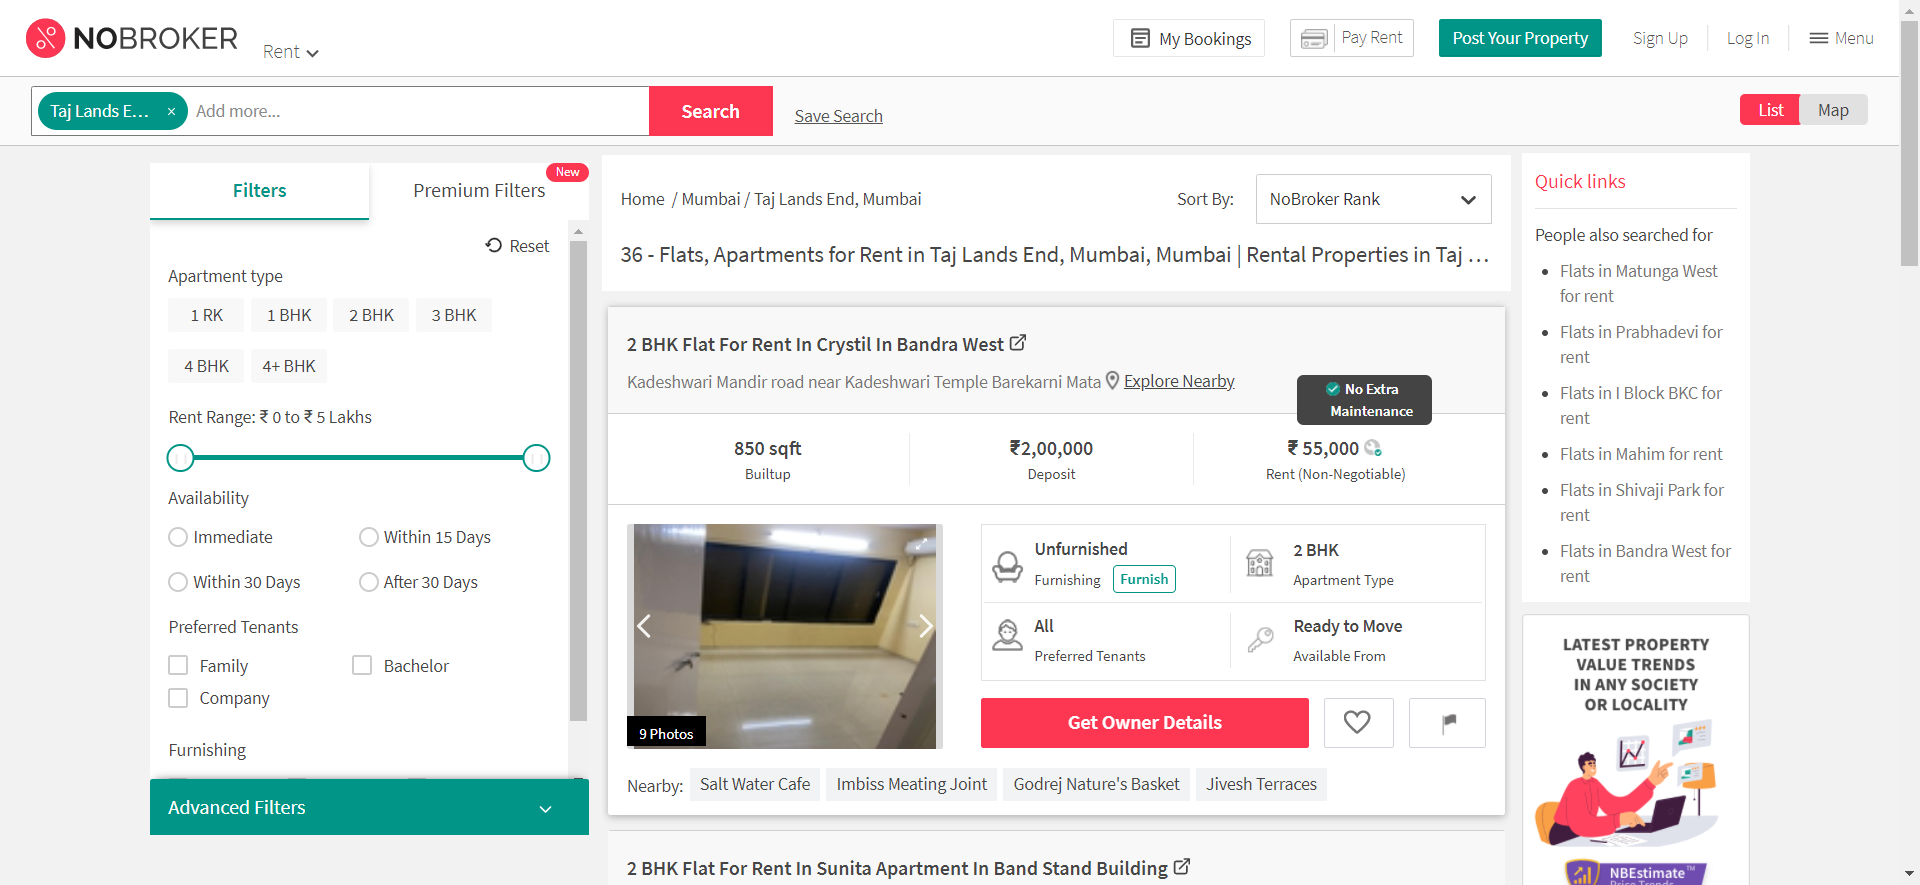 NOBROKER
Rent
My Bookings
Pay Rent
Post Your Property
Sign Up
Log In
Menu
Taj Lands E... ×
Add more...
Search
Save Search
List
Map
Filters
Premium Filters
New
Reset
Apartment type
1 RK
1 BHK
2 BHK
3 BHK
4 BHK
4+ BHK
Rent Range: ₹ 0 to ₹ 5 Lakhs
Availability
Immediate
Within 15 Days
Within 30 Days
After 30 Days
Preferred Tenants
Family
Bachelor
Company
Furnishing
Advanced Filters
Home / Mumbai / Taj Lands End, Mumbai
Sort By:
NoBroker Rank
36 - Flats, Apartments for Rent in Taj Lands End, Mumbai, Mumbai | Rental Properties in Taj ...
2 BHK Flat For Rent In Crystil In Bandra West
Kadeshwari Mandir road near Kadeshwari Temple Barekarni Mata
Explore Nearby
No Extra
Maintenance
850 sqft
Builtup
₹2,00,000
Deposit
₹ 55,000
Rent (Non-Negotiable)
9 Photos
Unfurnished
Furnishing
Furnish
2 BHK
Apartment Type
All
Preferred Tenants
Ready to Move
Available From
Get Owner Details
Nearby:
Salt Water Cafe
Imbiss Meating Joint
Godrej Nature's Basket
Jivesh Terraces
2 BHK Flat For Rent In Sunita Apartment In Band Stand Building
Quick links
People also searched for
Flats in Matunga West
for rent
Flats in Prabhadevi for
rent
Flats in I Block BKC for
rent
Flats in Mahim for rent
Flats in Shivaji Park for
rent
Flats in Bandra West for
rent
LATEST PROPERTY
VALUE TRENDS
IN ANY SOCIETY
OR LOCALITY
NBEstimate™
Price Trends